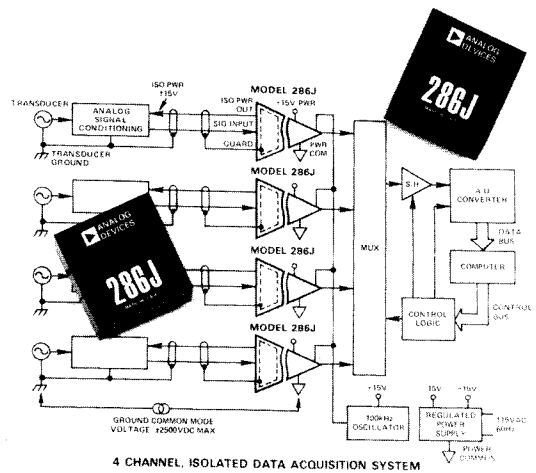 ANALOG
DEVICES
286J
ISO PWR
±15V
MODEL 286J
TRANSDUCER
ANALOG
SIGNAL
CONDITIONING
ISO PWR
OUT
+15V PWR
SIG INPUT
GUARD
PWR
COM
TRANSDUCER
GROUND
MODEL 286J
ANALOG
DEVICES
286J
MODEL 286J
MODEL 286J
MUX
S.H
A/D
CONVERTER
DATA
BUS
COMPUTER
CONTROL
LOGIC
CONTROL
BUS
GROUND COMMON MODE
VOLTAGE ±2500VDC MAX
+15V
100kHz
OSCILLATOR
15V
+15V
REGULATED
POWER
SUPPLY
115VAC
60Hz
POWER
COMMON
4 CHANNEL, ISOLATED DATA ACQUISITION SYSTEM